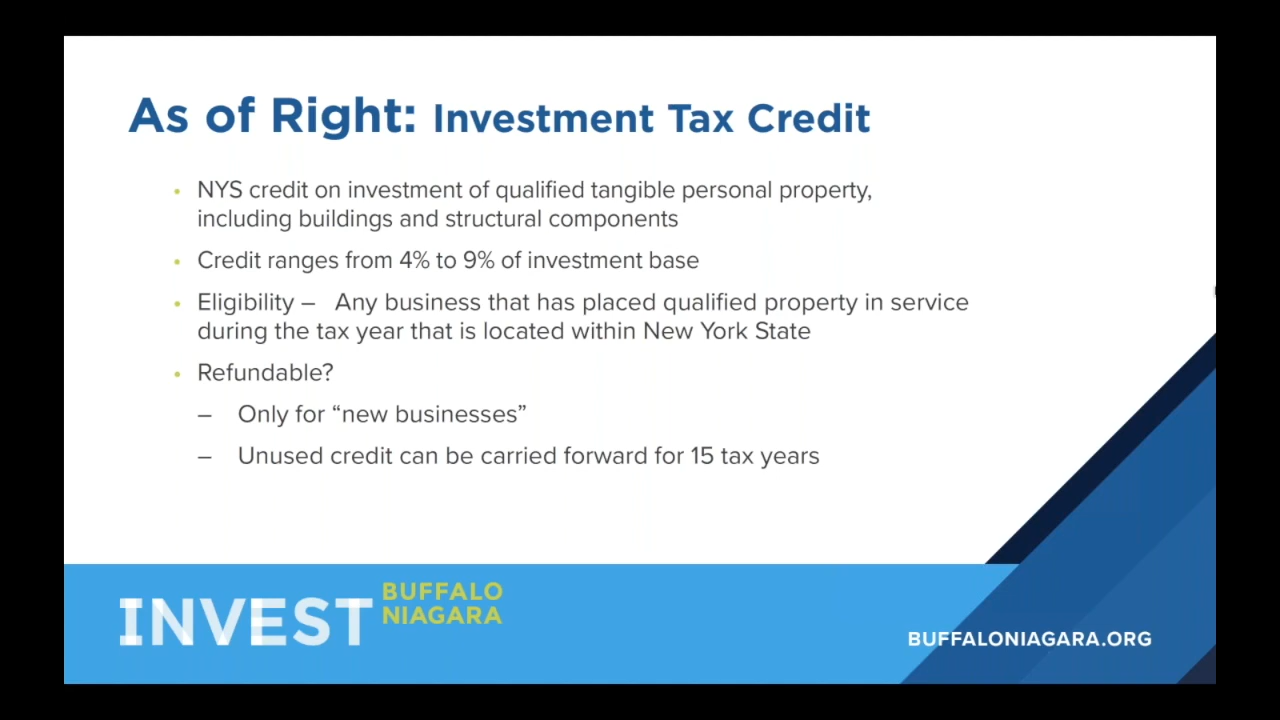 As of Right: Investment Tax Credit
• NYS credit on investment of qualified tangible personal property,
including buildings and structural components
• Credit ranges from 4% to 9% of investment base
• Eligibility – Any business that has placed qualified property in service
during the tax year that is located within New York State
• Refundable?
– Only for “new businesses”
– Unused credit can be carried forward for 15 tax years
INVEST
BUFFALO
NIAGARA
BUFFALONIAGARA.ORG